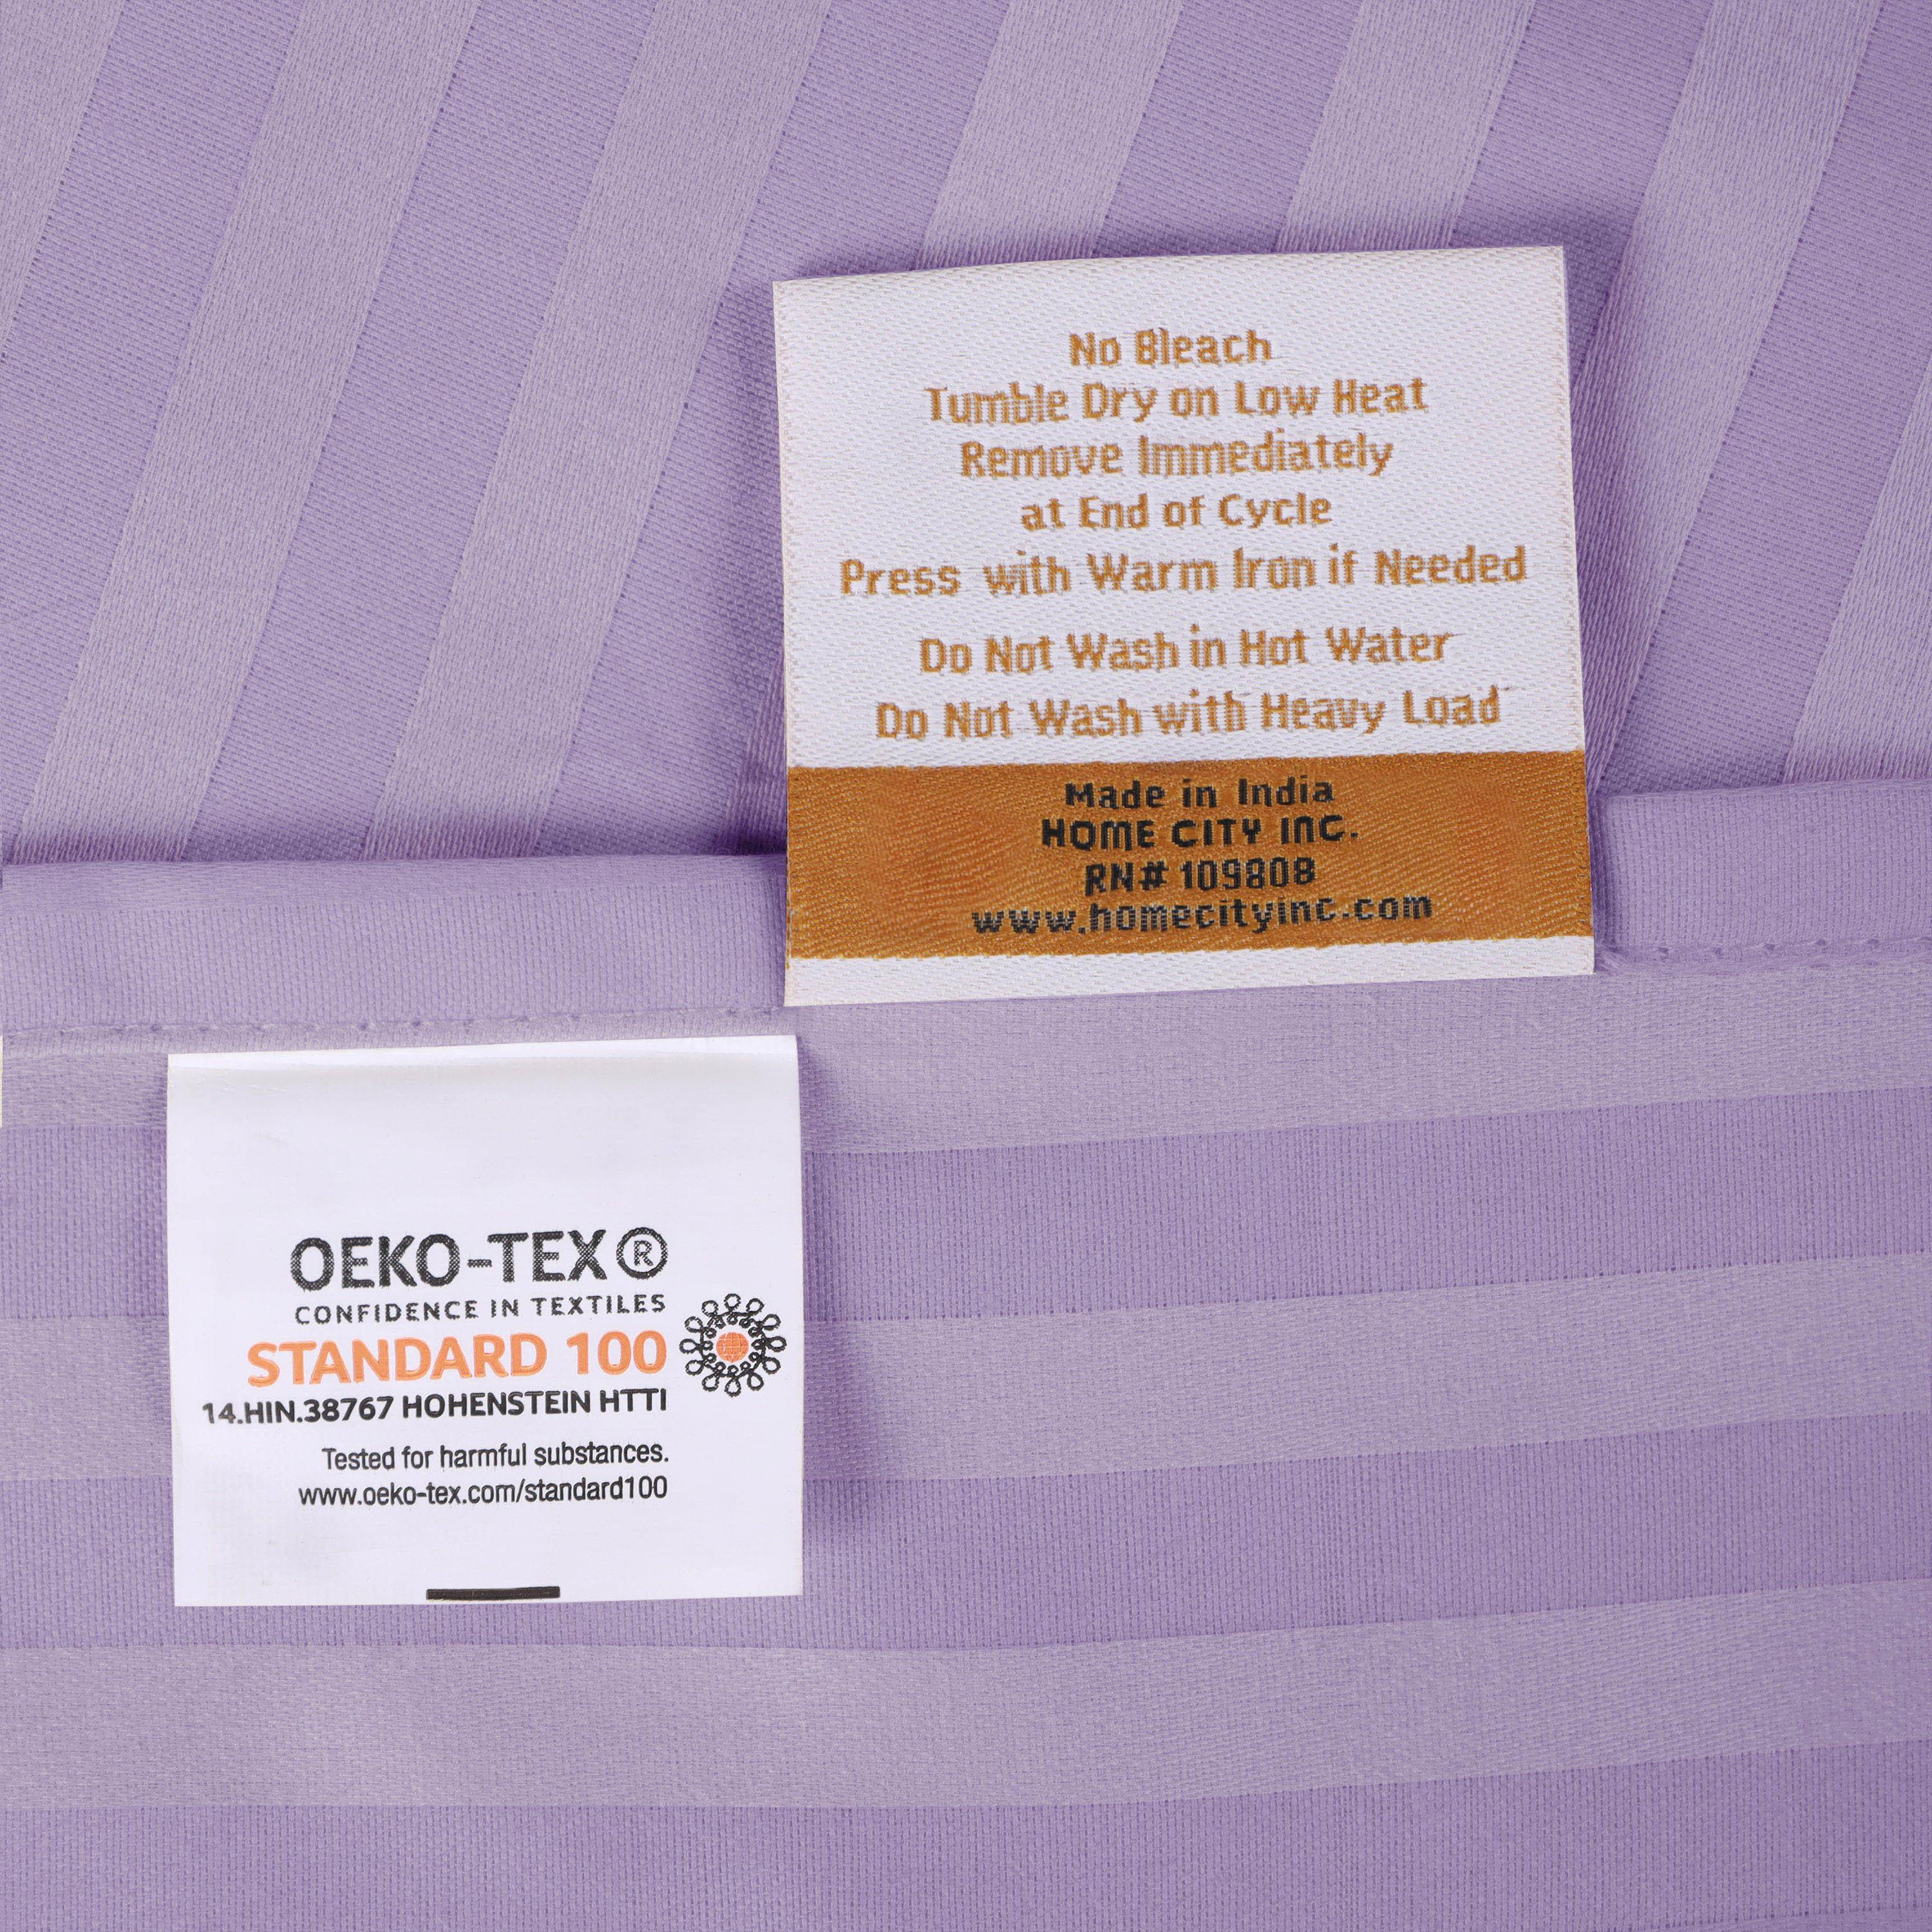 No Bleach
Tumble Dry on Low Heat
Remove Immediately
at End of Cycle
Press with Warm Iron if Needed
Do Not Wash in Hot Water
Do Not Wash with Heavy Load
Made in India
HOME CITY INC.
RN# 109808
www.homecityinc.com
OEKO-TEX®
CONFIDENCE IN TEXTILES
STANDARD 100
14.HIN.38767 HOHENSTEIN HTTI
Tested for harmful substances.
www.oeko-tex.com/standard100